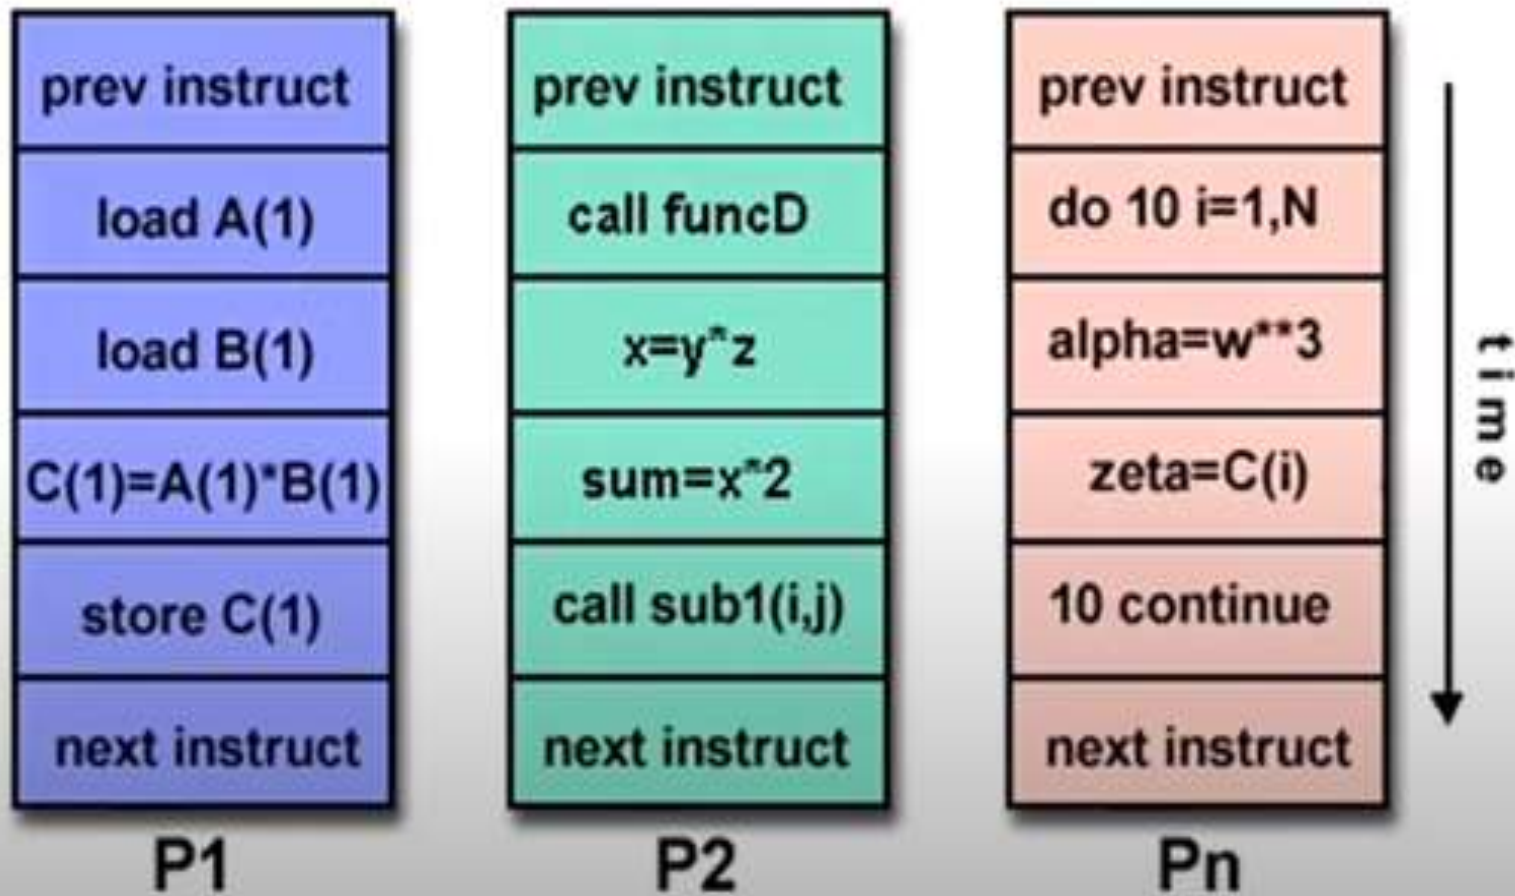 prev instruct
load A(1)
load B(1)
C(1)=A(1)*B(1)
store C(1)
next instruct
P1
prev instruct
call funcD
x=y*z
sum=x*2
call sub1(i,j)
next instruct
P2
prev instruct
do 10 i=1,N
alpha=w**3
zeta=C(i)
10 continue
next instruct
Pn
time